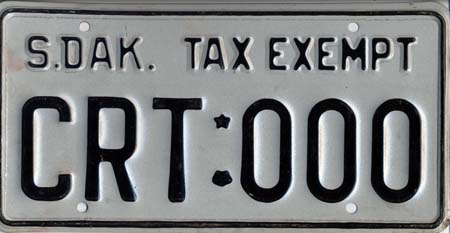 S.DAK. TAX EXEMPT
CRT:000